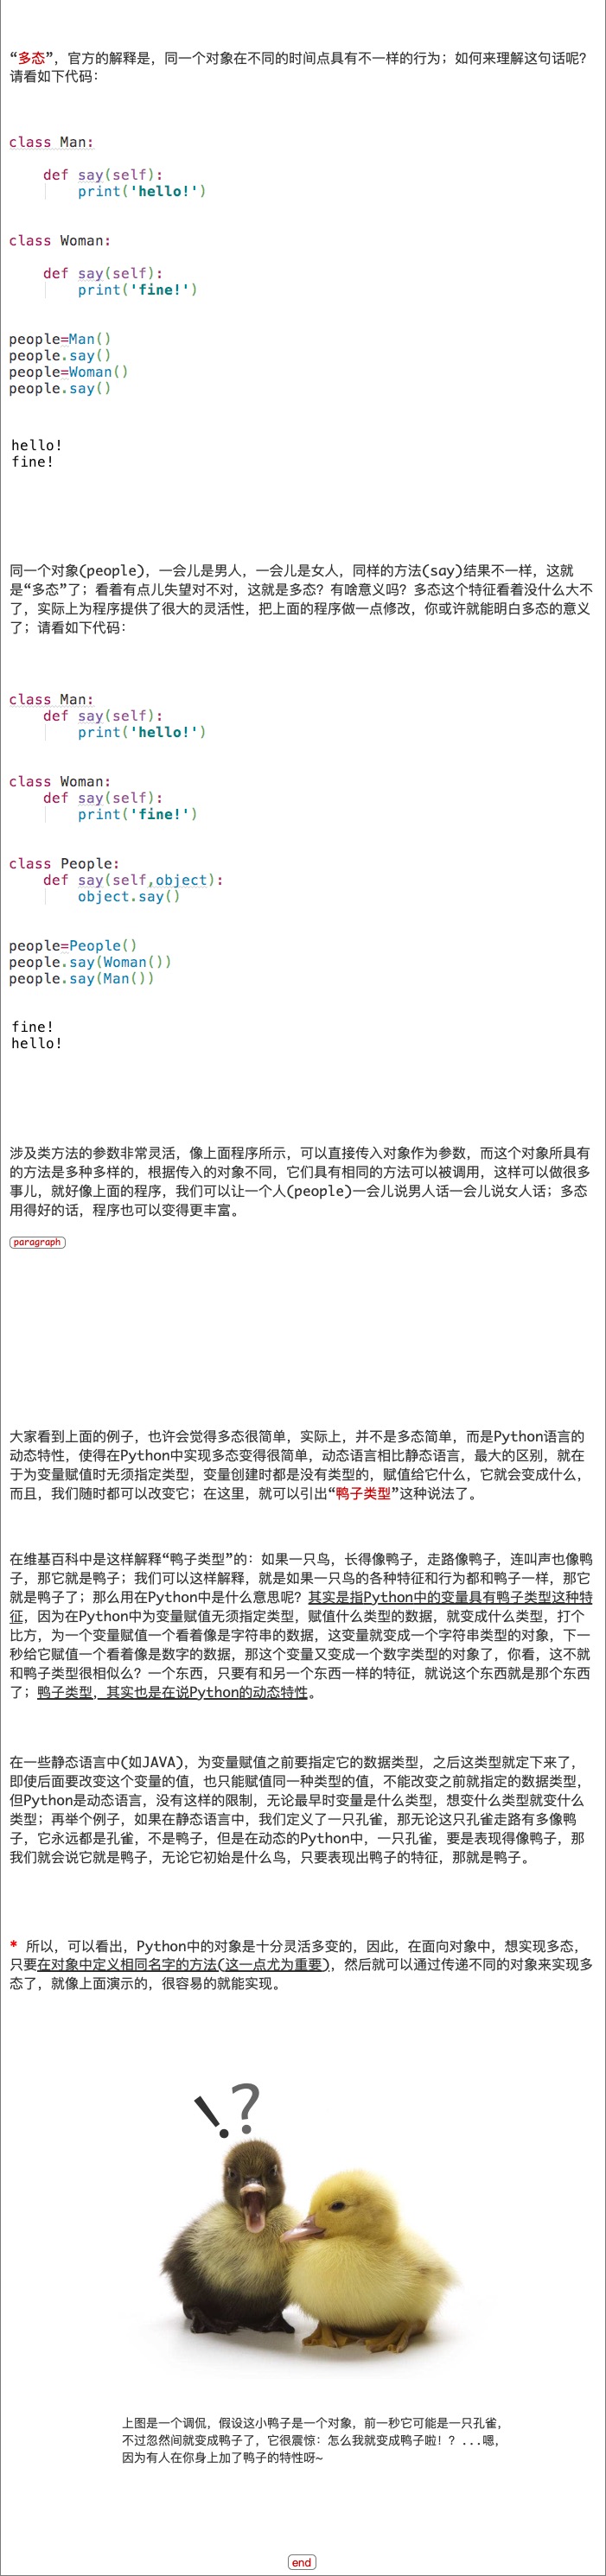 “多态”，官方的解释是，同一个对象在不同的时间点具有不一样的行为；如何来理解这句话呢？
请看如下代码：
class Man:
def say(self):
print('hello!')
class Woman:
def say(self):
print('fine!')
people=Man()
people.say()
people=Woman()
people.say()
hello!
fine!
同一个对象(people)，一会儿是男人，一会儿是女人，同样的方法(say)结果不一样，这就
是“多态”了；看着有点儿失望对不对，这就是多态？有啥意义吗？多态这个特征看着没什么大不
了，实际上为程序提供了很大的灵活性，把上面的程序做一点修改，你或许就能明白多态的意义
了；请看如下代码：
class Man:
def say(self):
print('hello!')
class Woman:
def say(self):
print('fine!')
class People:
def say(self,object):
object.say()
people=People()
people.say(Woman())
people.say(Man())
fine!
hello!
涉及类方法的参数非常灵活，像上面程序所示，可以直接传入对象作为参数，而这个对象所具有
的方法是多种多样的，根据传入的对象不同，它们具有相同的方法可以被调用，这样可以做很多
事儿，就好像上面的程序，我们可以让一个人(people)一会儿说男人话一会儿说女人话；多态
用得好的话，程序也可以变得更丰富。
paragraph
大家看到上面的例子，也许会觉得多态很简单，实际上，并不是多态简单，而是Python语言的
动态特性，使得在Python中实现多态变得很简单，动态语言相比静态语言，最大的区别，就在
于为变量赋值时无须指定类型，变量创建时都是没有类型的，赋值给它什么，它就会变成什么，
而且，我们随时都可以改变它；在这里，就可以引出“鸭子类型”这种说法了。
在维基百科中是这样解释“鸭子类型”的：如果一只鸟，长得像鸭子，走路像鸭子，连叫声也像鸭
子，那它就是鸭子；我们可以这样解释，就是如果一只鸟的各种特征和行为都和鸭子一样，那它
就是鸭子了；那么用在Python中是什么意思呢？其实是指Python中的变量具有鸭子类型这种特
征，因为在Python中为变量赋值无须指定类型，赋值什么类型的数据，就变成什么类型，打个
比方，为一个变量赋值一个看着像是字符串的数据，这变量就变成一个字符串类型的对象，下一
秒给它赋值一个看着像是数字的数据，那这个变量又变成一个数字类型的对象了，你看，这不就
和鸭子类型很相似么？一个东西，只要有和另一个东西一样的特征，就说这个东西就是那个东西
了；鸭子类型，其实也是在说Python的动态特性。
在一些静态语言中(如JAVA)，为变量赋值之前要指定它的数据类型，之后这类型就定下来了，
即使后面要改变这个变量的值，也只能赋值同一种类型的值，不能改变之前就指定的数据类型，
但Python是动态语言，没有这样的限制，无论最早时变量是什么类型，想变什么类型就变什么
类型；再举个例子，如果在静态语言中，我们定义了一只孔雀，那无论这只孔雀走路有多像鸭
子，它永远都是孔雀，不是鸭子，但是在动态的Python中，一只孔雀，要是表现得像鸭子，那
我们就会说它就是鸭子，无论它初始是什么鸟，只要表现出鸭子的特征，那就是鸭子。
* 所以，可以看出，Python中的对象是十分灵活多变的，因此，在面向对象中，想实现多态，
只要在对象中定义相同名字的方法(这一点尤为重要)，然后就可以通过传递不同的对象来实现多
态了，就像上面演示的，很容易的就能实现。
!?
上图是一个调侃，假设这小鸭子是一个对象，前一秒它可能是一只孔雀，
不过忽然间就变成鸭子了，它很震惊：怎么我就变成鸭子啦！？...嗯，
因为有人在你身上加了鸭子的特性呀~
end